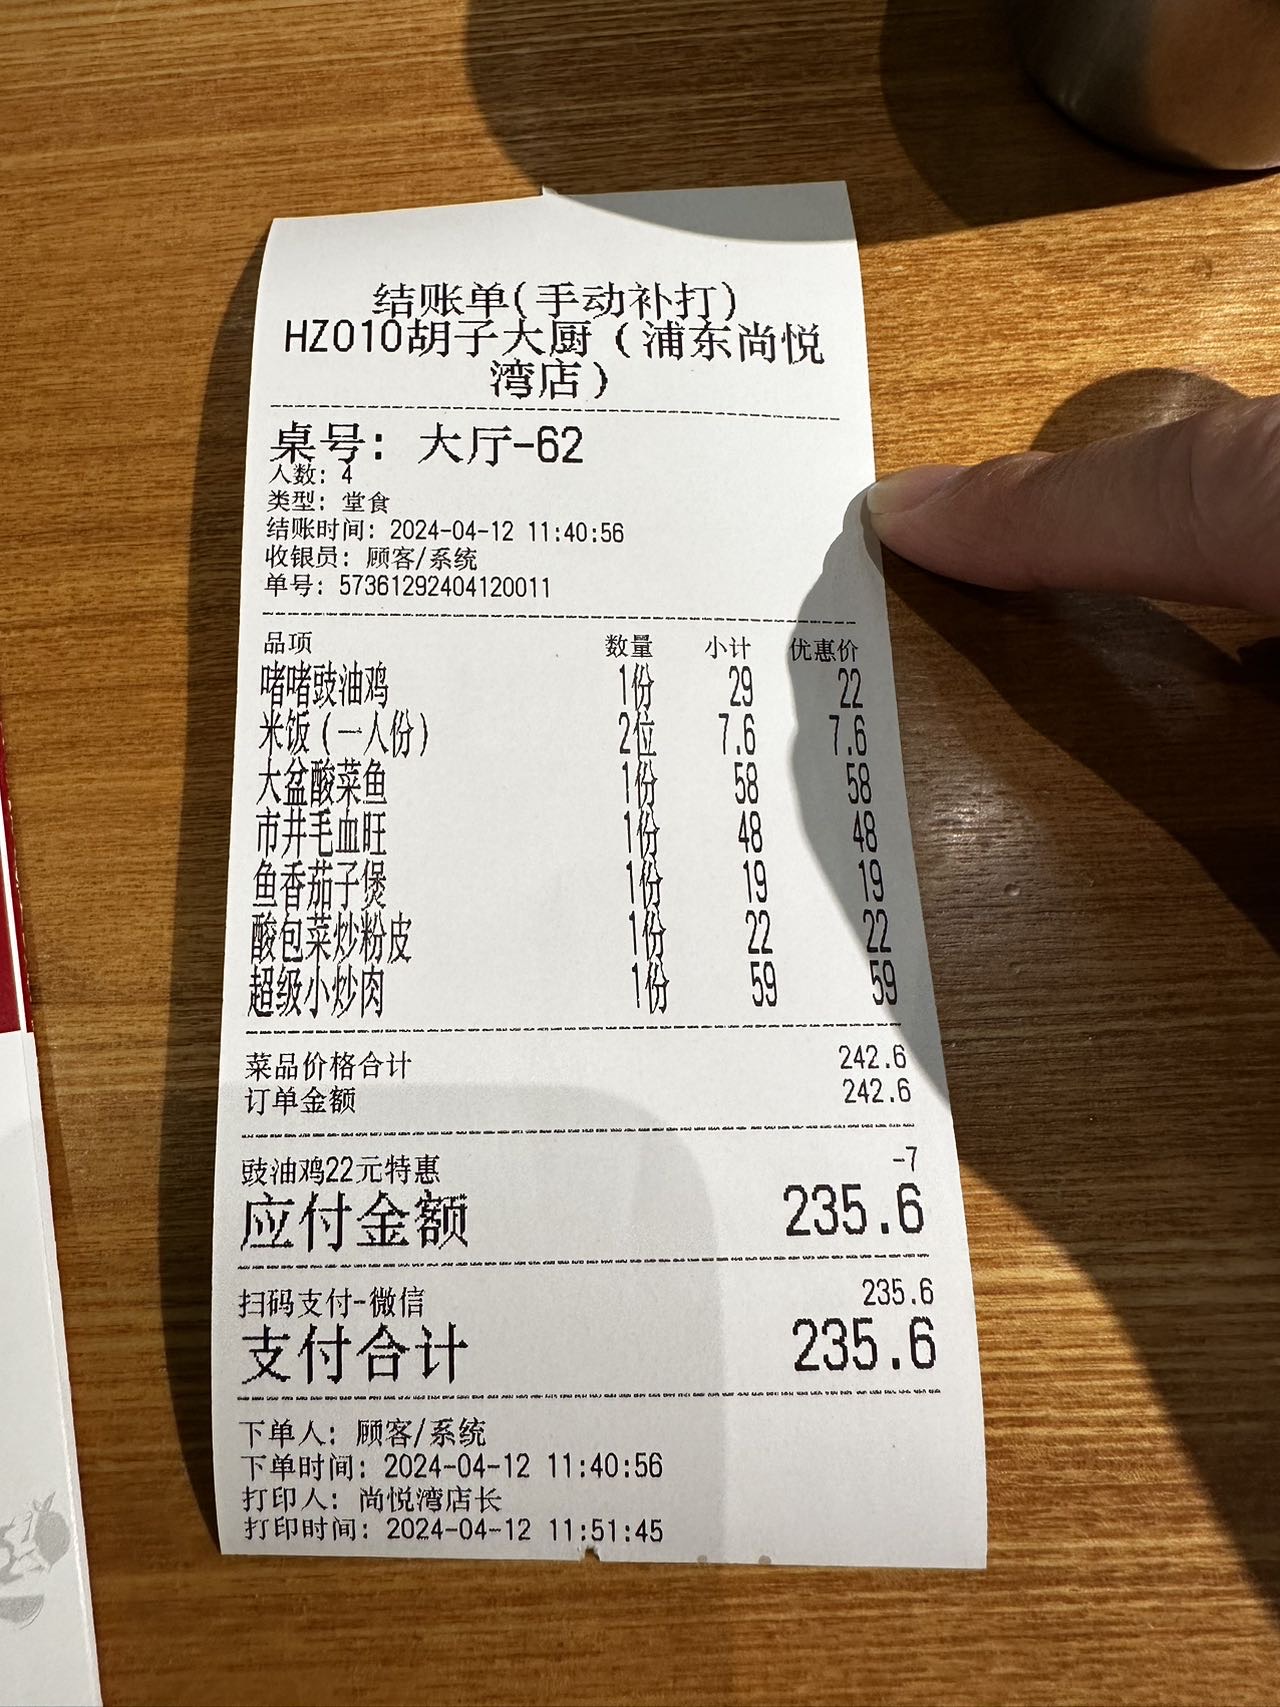 结账单(手动补打)
HZ010胡子大厨（浦东尚悦
湾店）
桌号： 大厅-62
人数: 4
类型: 堂食
结账时间: 2024-04-12 11:40:56
收银员: 顾客/系统
单号: 57361292404120011
品项 数量 小计 优惠价
啫啫豉油鸡 1份 29 22
米饭（一人份） 2位 7.6 7.6
大盆酸菜鱼 1份 58 58
市井毛血旺 1份 48 48
鱼香茄子煲 1份 19 19
酸包菜炒粉皮 1份 22 22
超级小炒肉 1份 59 59
菜品价格合计 242.6
订单金额 242.6
豉油鸡22元特惠 -7
应付金额 235.6
扫码支付-微信 235.6
支付合计 235.6
下单人: 顾客/系统
下单时间: 2024-04-12 11:40:56
打印人: 尚悦湾店长
打印时间: 2024-04-12 11:51:45